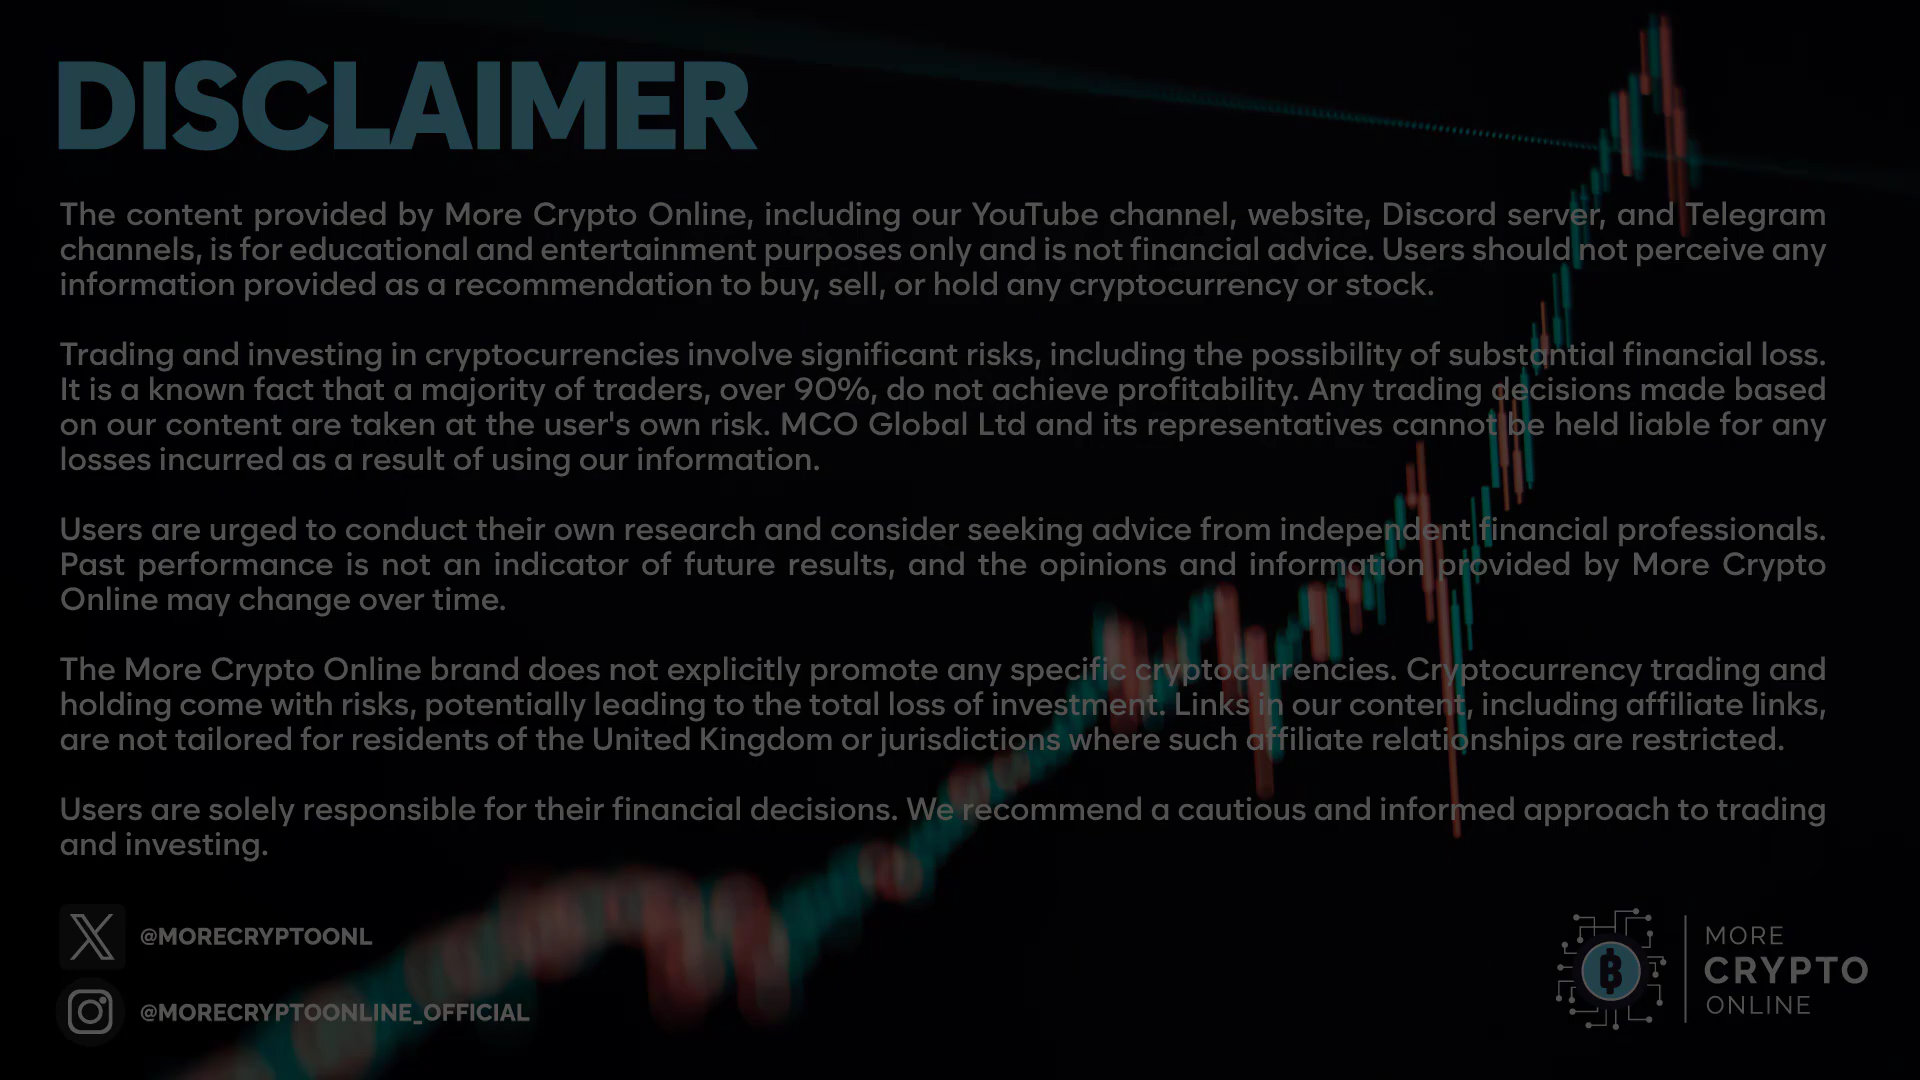 DISCLAIMER
The content provided by More Crypto Online, including our YouTube channel, website, Discord server, and Telegram
channels, is for educational and entertainment purposes only and is not financial advice. Users should not perceive any
information provided as a recommendation to buy, sell, or hold any cryptocurrency or stock.
Trading and investing in cryptocurrencies involve significant risks, including the possibility of substantial financial loss.
It is a known fact that a majority of traders, over 90%, do not achieve profitability. Any trading decisions made based
on our content are taken at the user's own risk. MCO Global Ltd and its representatives cannot be held liable for any
losses incurred as a result of using our information.
Users are urged to conduct their own research and consider seeking advice from independent financial professionals.
Past performance is not an indicator of future results, and the opinions and information provided by More Crypto
Online may change over time.
The More Crypto Online brand does not explicitly promote any specific cryptocurrencies. Cryptocurrency trading and
holding come with risks, potentially leading to the total loss of investment. Links in our content, including affiliate links,
are not tailored for residents of the United Kingdom or jurisdictions where such affiliate relationships are restricted.
Users are solely responsible for their financial decisions. We recommend a cautious and informed approach to trading
and investing.
@MORECRYPTOONL
@MORECRYPTOONLINE_OFFICIAL
MORE
CRYPTO
ONLINE